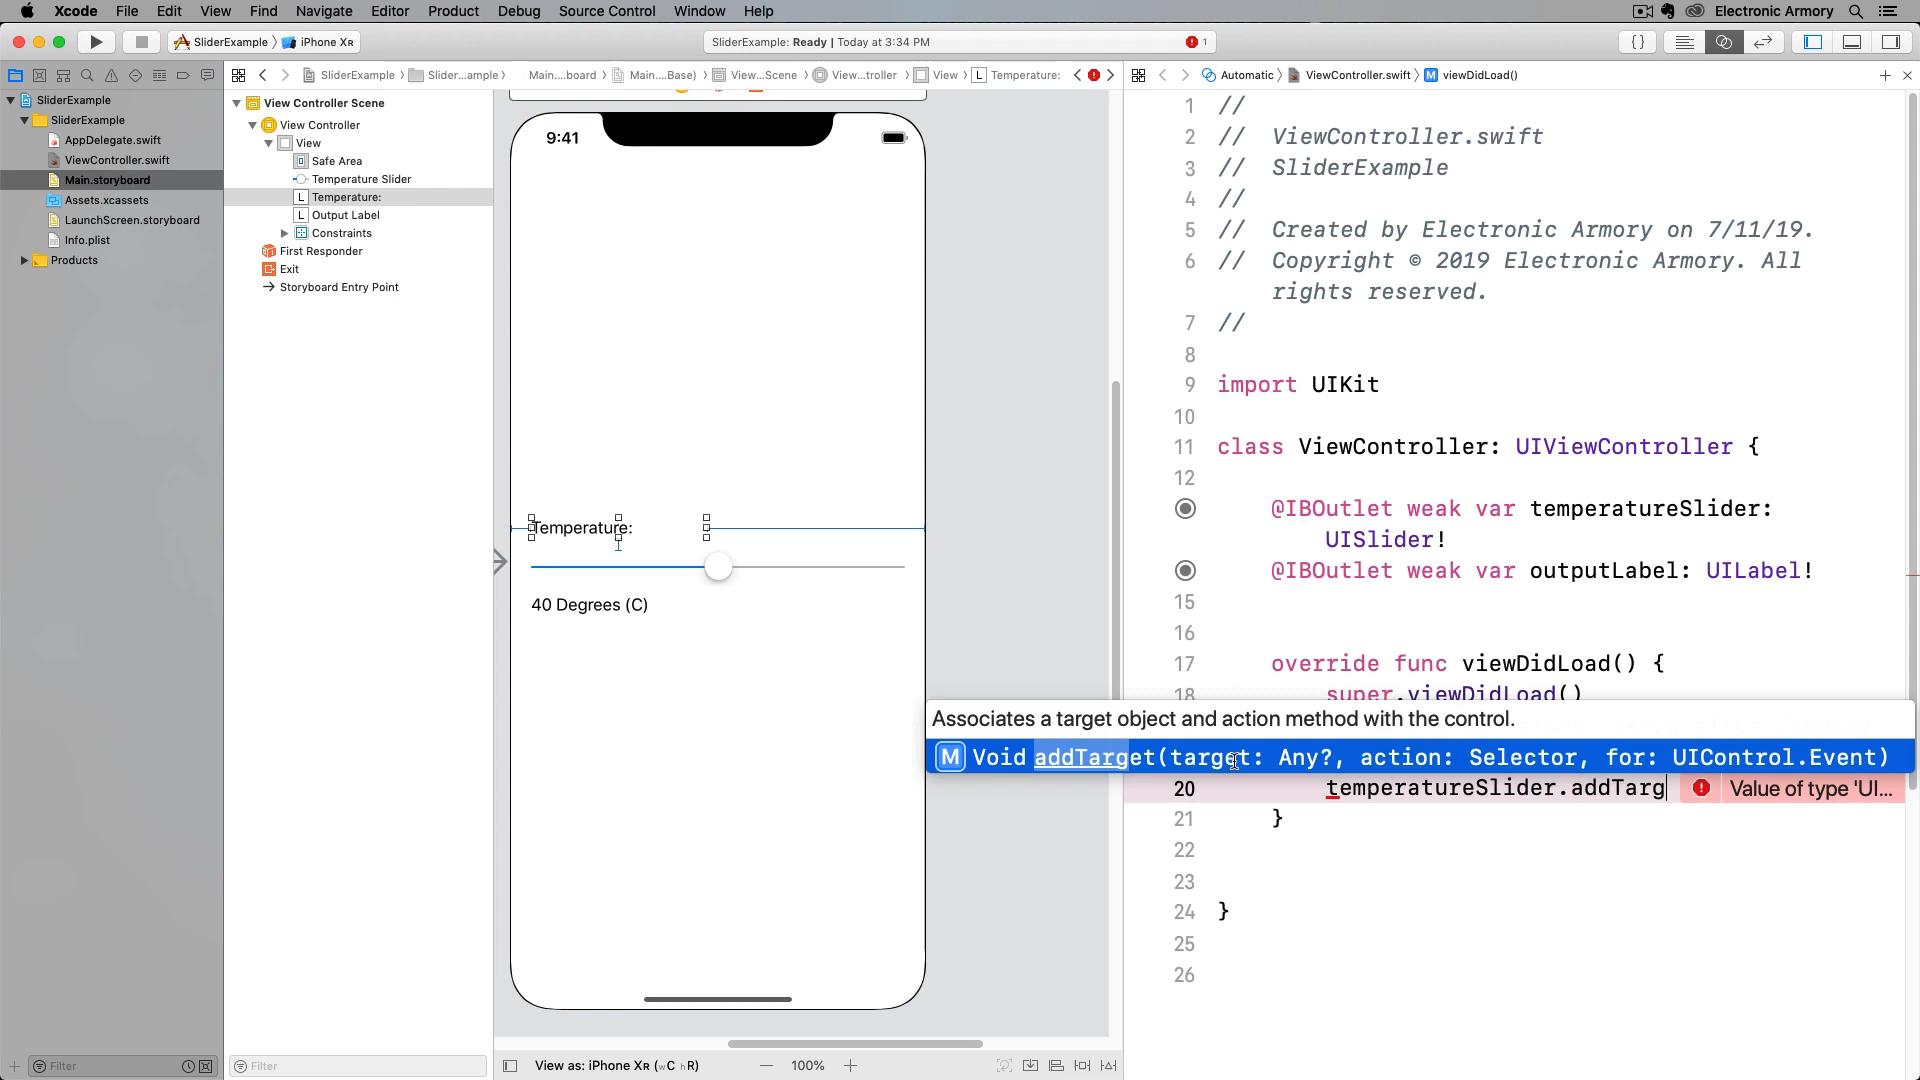 Xcode File Edit View Find Navigate Editor Product Debug Source Control Window Help Electronic Armory
SliderExample iPhone XR SliderExample: Ready | Today at 3:34 PM 1 {}
SliderExample Slider...ample Main....board Main....Base) View...Scene View...troller View L Temperature: Automatic ViewController.swift M viewDidLoad()
SliderExample
SliderExample
AppDelegate.swift
ViewController.swift
Main.storyboard
Assets.xcassets
LaunchScreen.storyboard
Info.plist
Products
Filter
View Controller Scene
View Controller
View
Safe Area
Temperature Slider
L Temperature:
L Output Label
Constraints
First Responder
Exit
Storyboard Entry Point
Filter
9:41
Temperature:
40 Degrees (C)
View as: iPhone XR (wC hR) 100%
1 //
2 // ViewController.swift
3 // SliderExample
4 //
5 // Created by Electronic Armory on 7/11/19.
6 // Copyright © 2019 Electronic Armory. All
rights reserved.
7 //
8
9 import UIKit
10
11 class ViewController: UIViewController {
12
@IBOutlet weak var temperatureSlider:
UISlider!
@IBOutlet weak var outputLabel: UILabel!
15
16
17 override func viewDidLoad() {
18 super.viewDidLoad()
Associates a target object and action method with the control.
M Void addTarget(target: Any?, action: Selector, for: UIControl.Event)
20 temperatureSlider.addTarg Value of type 'UI...
21 }
22
23
24 }
25
26